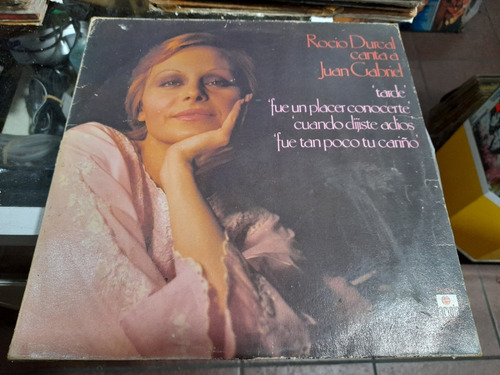 Rocio Durcal
canta a
Juan Gabriel
'tarde'
'fue un placer conocerte'
'cuando dijiste adios'
'fue tan poco tu cariño'